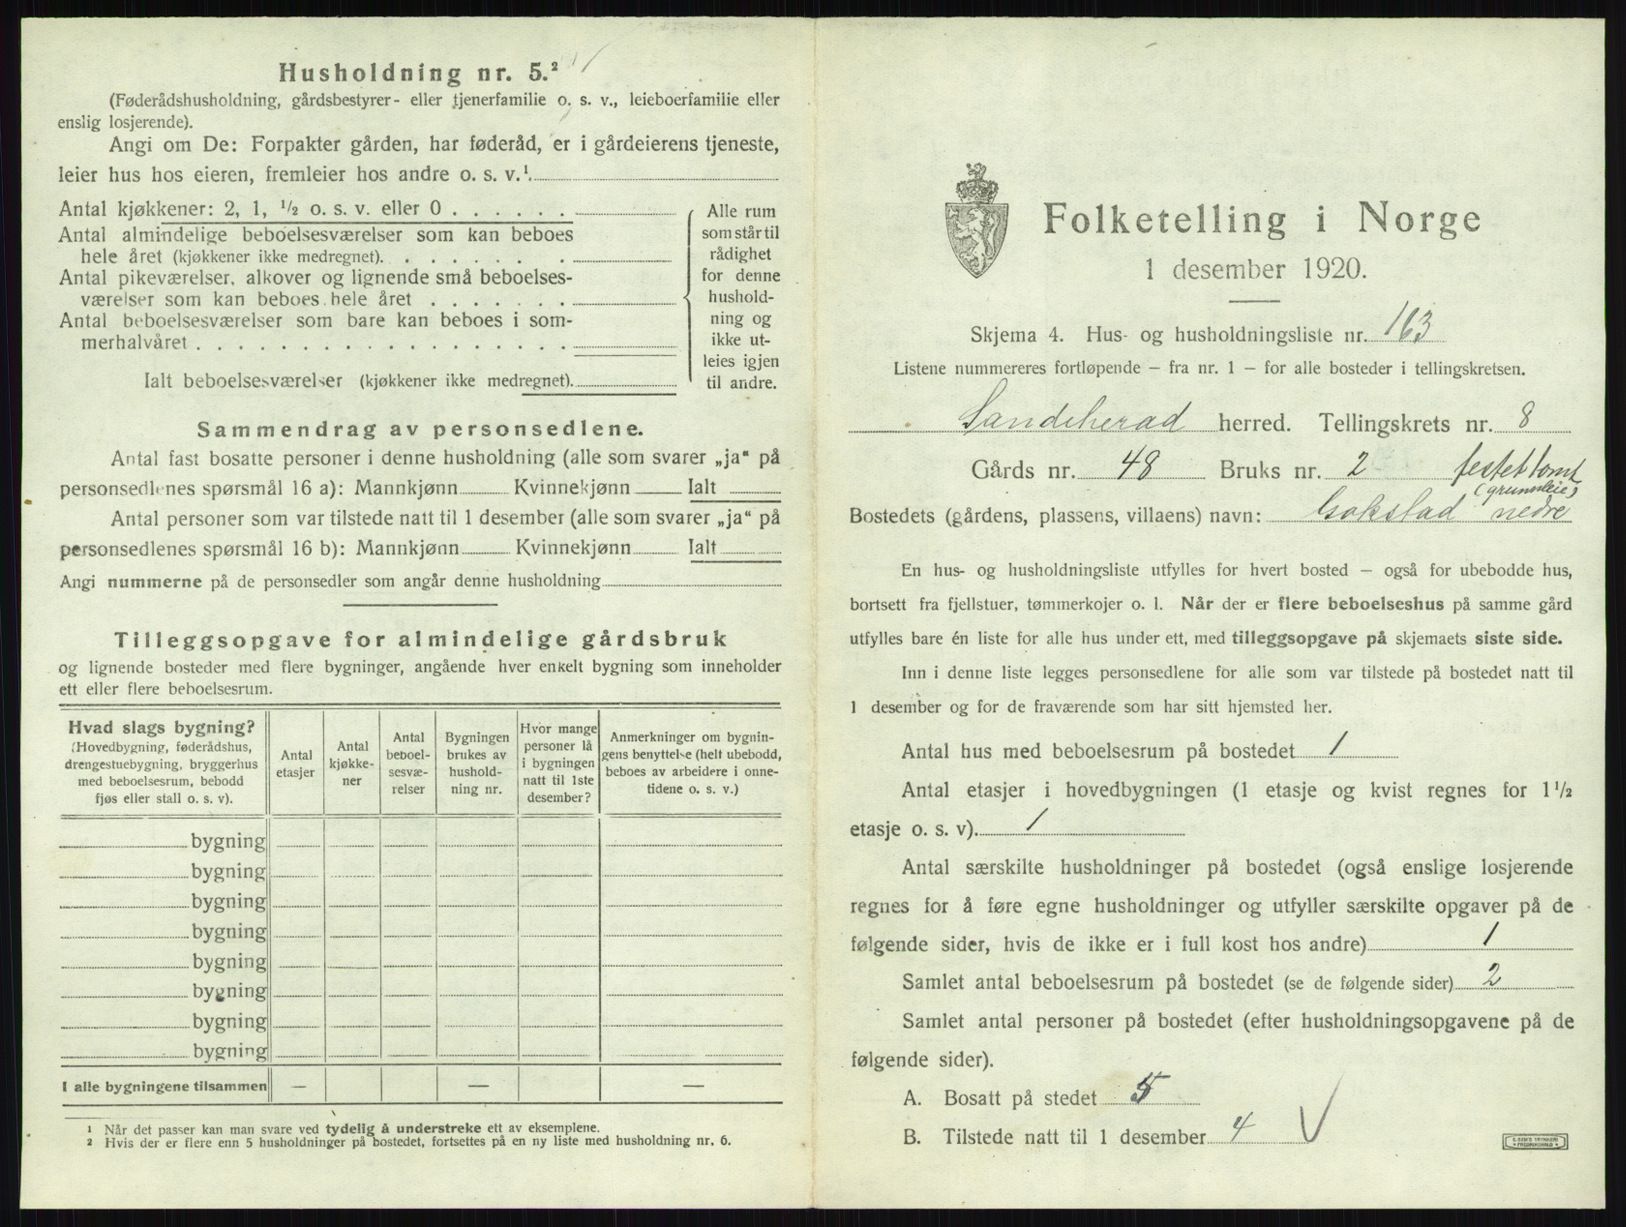 Husholdning nr. 5.²
(Føderådshusholdning, gårdsbestyrer- eller tjenerfamilie o. s. v., leieboerfamilie eller
enslig losjerende).
Angi om De: Forpakter gården, har føderåd, er i gårdeierens tjeneste,
leier hus hos eieren, fremleier hos andre o. s. v.¹
Antal kjøkkener: 2, 1, ½ o. s. v. eller 0 . . . . . .
Antal almindelige beboelsesværelser som kan beboes
hele året (kjøkkener ikke medregnet). . . . . . . .
Antal pikeværelser, alkover og lignende små beboelses-
værelser som kan beboes hele året . . . . . . .
Antal beboelsesværelser som bare kan beboes i som-
merhalvåret . . . . . . . . . . . . . . . . . .
Ialt beboelsesværelser (kjøkkener ikke medregnet).
Alle rum
som står til
rådighet
for denne
hushold-
ning og
ikke ut-
leies igjen
til andre.
Sammendrag av personsedlene.
Antal fast bosatte personer i denne husholdning (alle som svarer „ja“ på
personsedlenes spørsmål 16 a): Mannkjønn Kvinnekjønn Ialt
Antal personer som var tilstede natt til 1 desember (alle som svarer „ja“ på
personsedlenes spørsmål 16 b): Mannkjønn Kvinnekjønn Ialt
Angi nummerne på de personsedler som angår denne husholdning
Tilleggsopgave for almindelige gårdsbruk
og lignende bosteder med flere bygninger, angående hver enkelt bygning som inneholder
ett eller flere beboelsesrum.
Hvad slags bygning?
(Hovedbygning, føderådshus,
drengestuebygning, bryggerhus
med beboelsesrum, bebodd
fjøs eller stall o. s. v).
Antal
etasjer
Antal
kjøkke-
ner
Antal
beboel-
sesvæ-
relser
Bygningen
brukes av
hushold-
ning nr.
Hvor mange
personer lå
i bygningen
natt til 1ste
desember?
Anmerkninger om bygnin-
gens benyttelse (helt ubebodd,
beboes av arbeidere i onne-
tidene o. s. v.)
bygning
bygning
bygning
bygning
bygning
bygning
bygning
bygning
I alle bygningene tilsammen — — —
¹ Når det passer kan man svare ved tydelig å understreke ett av eksemplene.
² Hvis der er flere enn 5 husholdninger på bostedet, fortsettes på en ny liste med husholdning nr. 6.
Folketelling i Norge
1 desember 1920.
Skjema 4. Hus- og husholdningsliste nr. 163
Listene nummereres fortløpende — fra nr. 1 — for alle bosteder i tellingskretsen.
Sandeherad herred. Tellingskrets nr. 8
Gårds nr. 48 Bruks nr. 2 festet tomt
(grunnleie)
Bostedets (gårdens, plassens, villaens) navn: Gokstad nedre
En hus- og husholdningsliste utfylles for hvert bosted — også for ubebodde hus,
bortsett fra fjellstuer, tømmerkojer o. l. Når der er flere beboelseshus på samme gård
utfylles bare én liste for alle hus under ett, med tilleggsopgave på skjemaets siste side.
Inn i denne liste legges personsedlene for alle som var tilstede på bostedet natt til
1 desember og for de fraværende som har sitt hjemsted her.
Antal hus med beboelsesrum på bostedet 1
Antal etasjer i hovedbygningen (1 etasje og kvist regnes for 1½
etasje o. s. v). 1
Antal særskilte husholdninger på bostedet (også enslige losjerende
regnes for å føre egne husholdninger og utfyller særskilte opgaver på de
følgende sider, hvis de ikke er i full kost hos andre) 1
Samlet antal beboelsesrum på bostedet (se de følgende sider) 2
Samlet antal personer på bostedet (efter husholdningsopgavene på de
følgende sider).
A. Bosatt på stedet 5
B. Tilstede natt til 1 desember 4